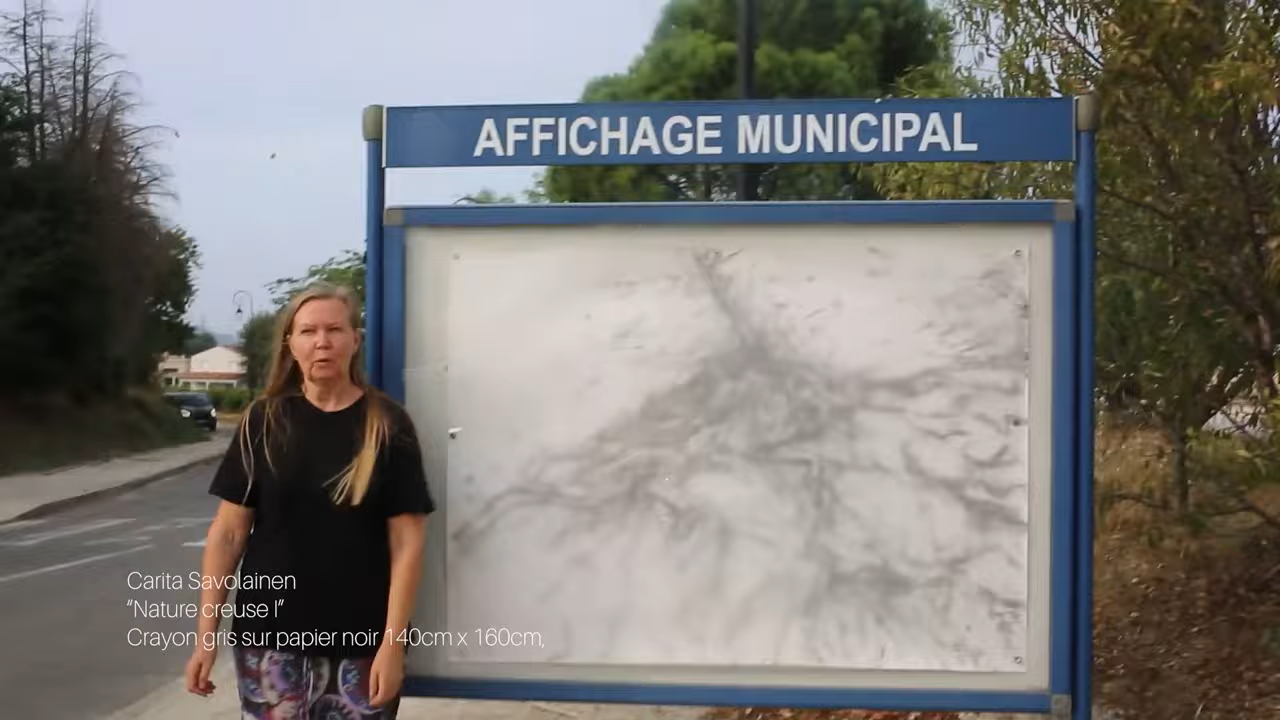 AFFICHAGE MUNICIPAL
Carita Savolainen
“Nature creuse I”
Crayon gris sur papier noir 140cm x 160cm,